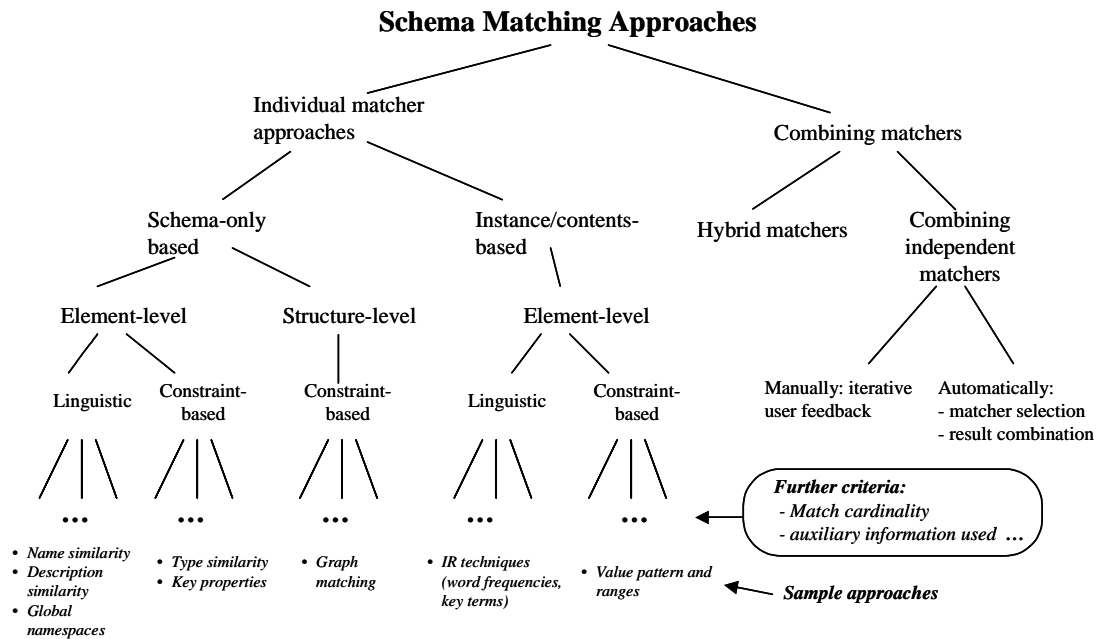 Schema Matching Approaches
Individual matcher
approaches
Combining matchers
Schema-only
based
Instance/contents-
based
Hybrid matchers
Combining
independent
matchers
Element-level
Structure-level
Element-level
Linguistic
Constraint-
based
Constraint-
based
Linguistic
Constraint-
based
Manually: iterative
user feedback
Automatically:
- matcher selection
- result combination
Further criteria:
- Match cardinality
- auxiliary information used ...
...
...
...
...
...
• Name similarity
• Description
similarity
• Global
namespaces
• Type similarity
• Key properties
• Graph
matching
• IR techniques
(word frequencies,
key terms)
• Value pattern and
ranges
Sample approaches